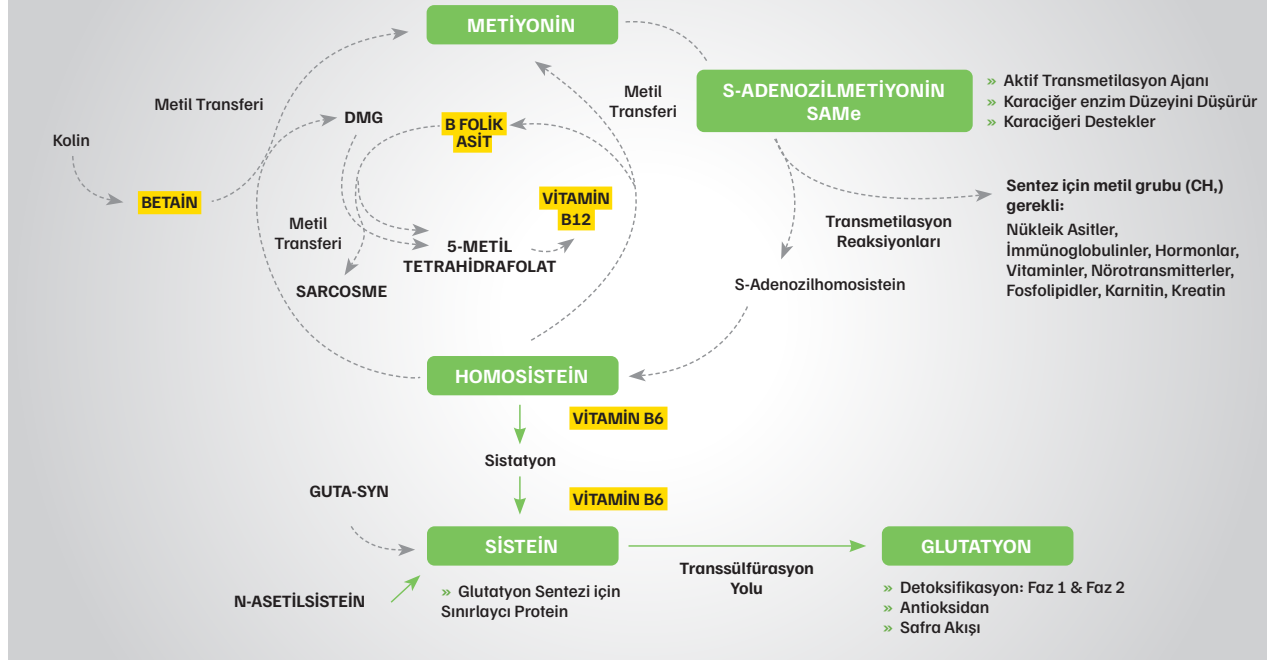 METİYONİN
Metil Transferi
Kolin
BETAİN
DMG
B FOLİK
ASİT
Metil
Transferi
S-ADENOZİLMETİYONİN
SAMe
» Aktif Transmetilasyon Ajanı
» Karaciğer enzim Düzeyini Düşürür
» Karaciğeri Destekler
Metil
Transferi
SARCOSME
VİTAMİN
B12
5-METİL
TETRAHİDRAFOLAT
Transmetilasyon
Reaksiyonları
Sentez için metil grubu (CH,)
gerekli:
Nükleik Asitler,
İmmünoglobulinler, Hormonlar,
Vitaminler, Nörotransmitterler,
Fosfolipidler, Karnitin, Kreatin
S-Adenozilhomosistein
HOMOSİSTEİN
VİTAMİN B6
Sistatyon
VİTAMİN B6
GUTA-SYN
SİSTEİN
N-ASETİLSİSTEİN
» Glutatyon Sentezi için
Sınırlaycı Protein
Transsülfürasyon
Yolu
GLUTATYON
» Detoksifikasyon: Faz 1 & Faz 2
» Antioksidan
» Safra Akışı